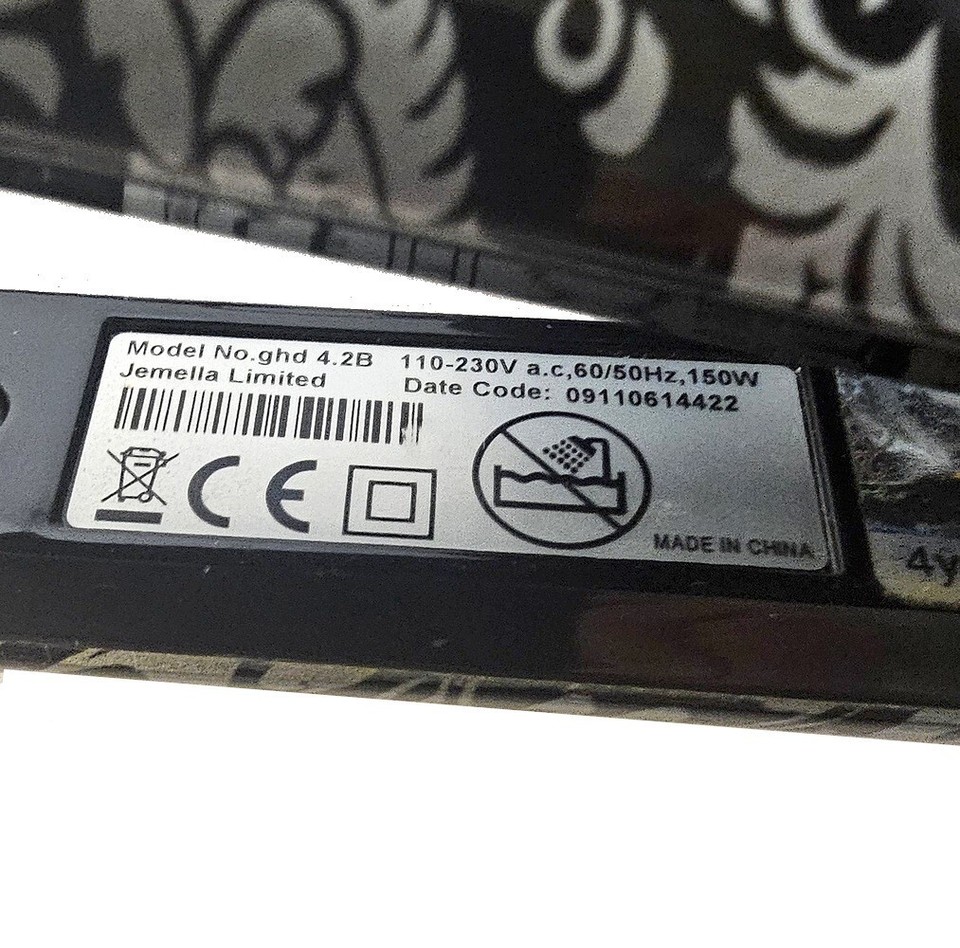 Model No.ghd 4.2B 110-230V a.c,60/50Hz,150W
Jemella Limited Date Code: 09110614422
CE
MADE IN CHINA
4y